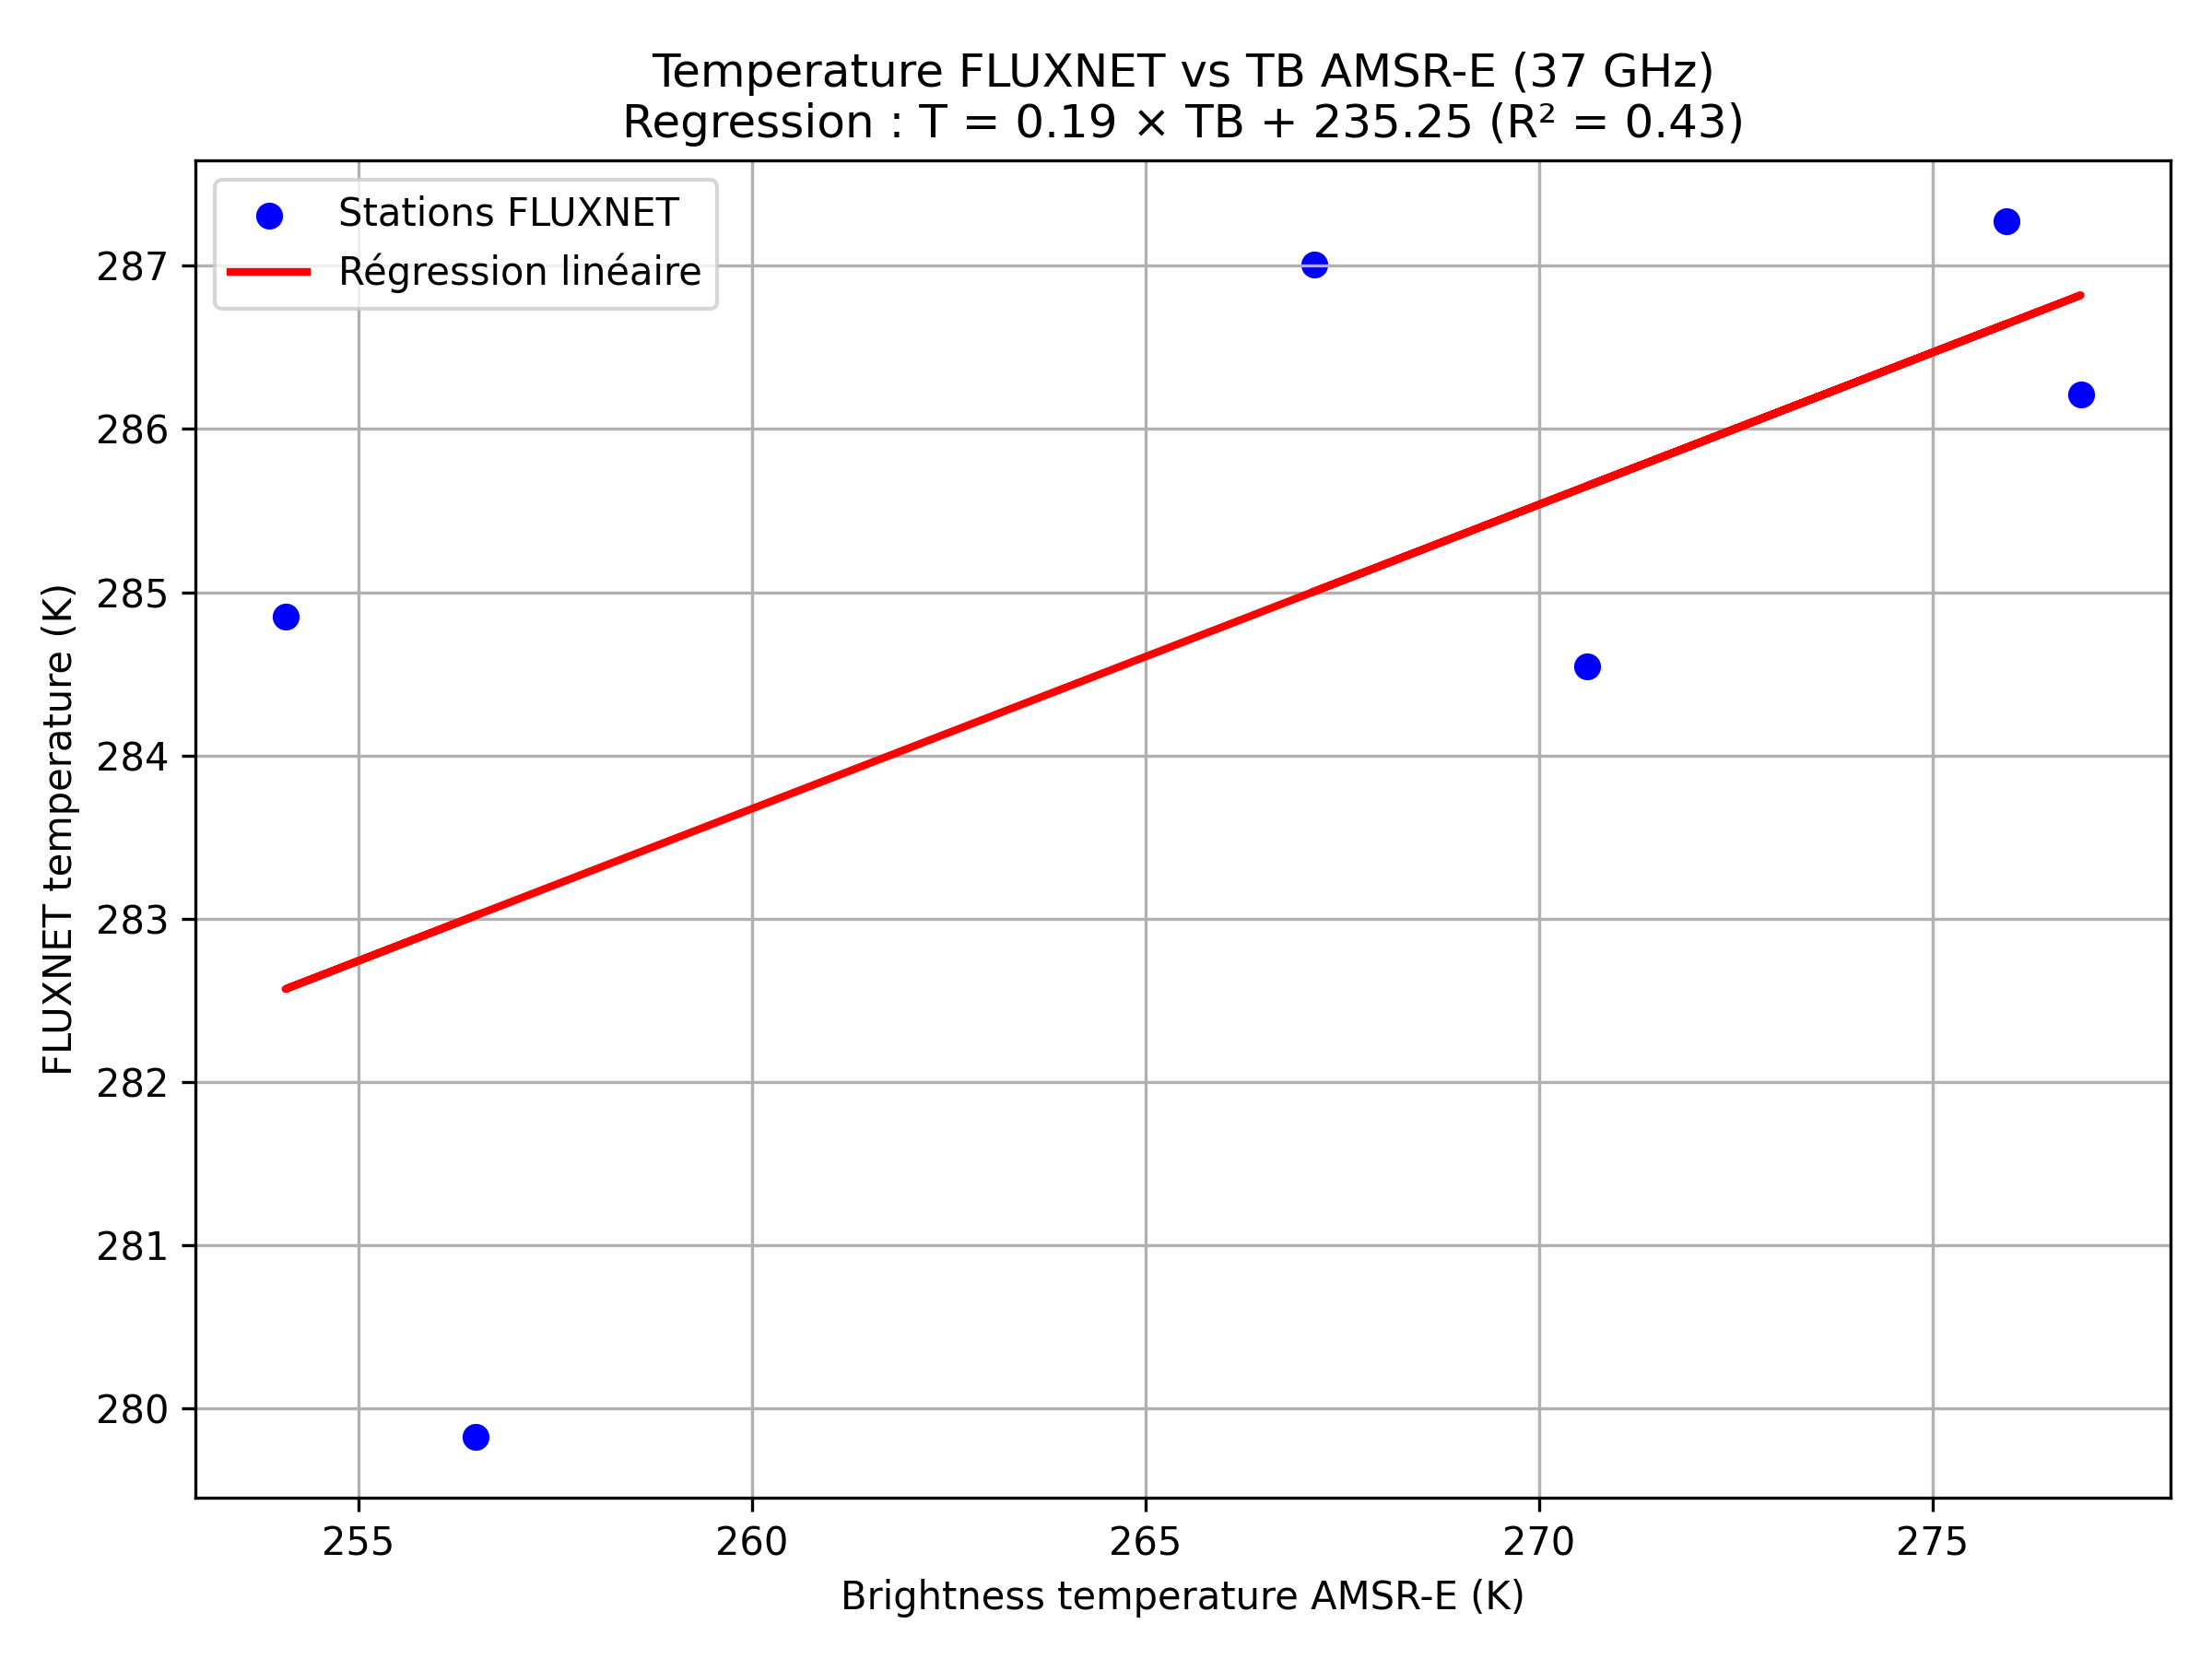 Temperature FLUXNET vs TB AMSR-E (37 GHz)
Regression : T = 0.19 × TB + 235.25 (R² = 0.43)
Stations FLUXNET
Régression linéaire
287
286
285
284
283
282
281
280
FLUXNET temperature (K)
255 260 265 270 275
Brightness temperature AMSR-E (K)